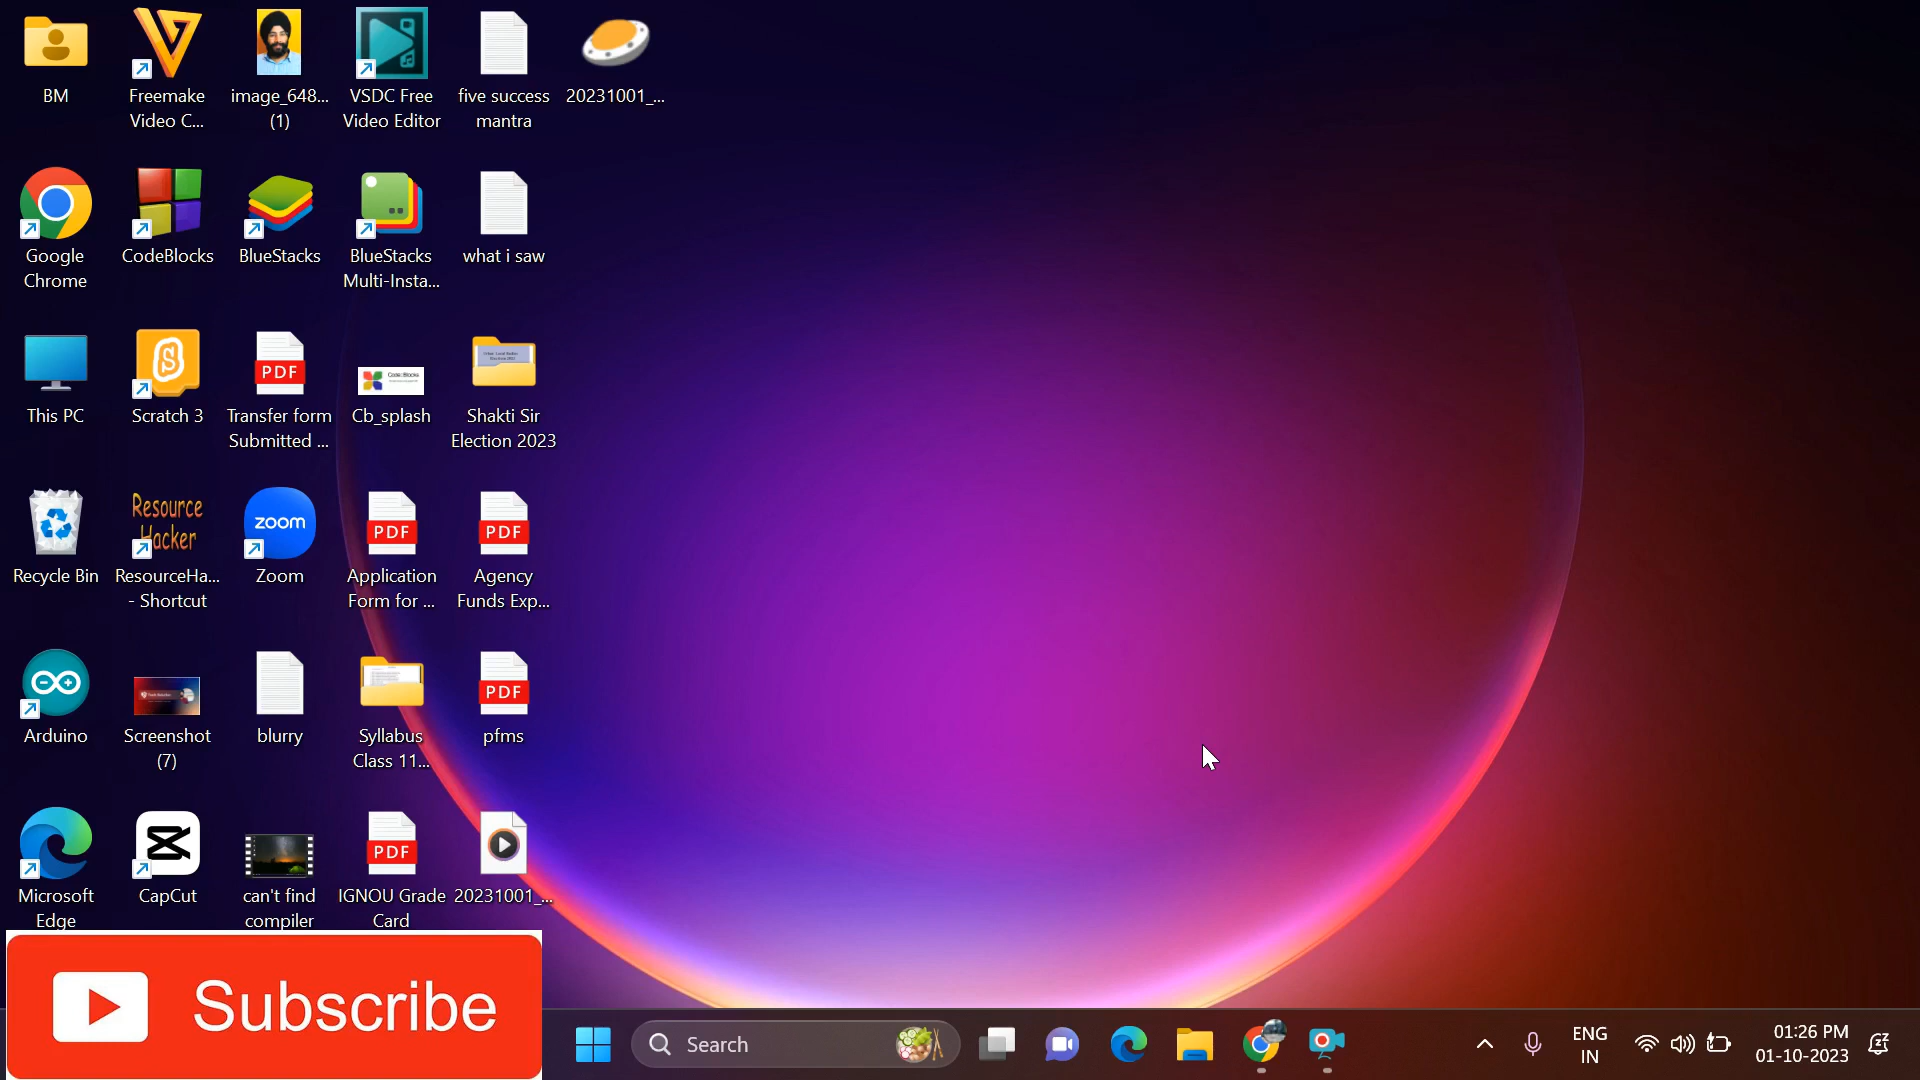 BM
Freemake
Video C...
image_648...
(1)
VSDC Free
Video Editor
five success
mantra
20231001_...
Google
Chrome
CodeBlocks
BlueStacks
BlueStacks
Multi-Insta...
what i saw
This PC
Scratch 3
PDF
Transfer form
Submitted ...
Code::Blocks
Cb_splash
Shakti Sir
Election 2023
Recycle Bin
Resource
Hacker
ResourceHa...
- Shortcut
zoom
Zoom
PDF
Application
Form for ...
PDF
Agency
Funds Exp...
Arduino
Screenshot
(7)
blurry
Syllabus
Class 11...
PDF
pfms
Microsoft
Edge
CapCut
can't find
compiler
PDF
IGNOU Grade
Card
20231001_...
Subscribe
Search
ENG
IN
01:26 PM
01-10-2023